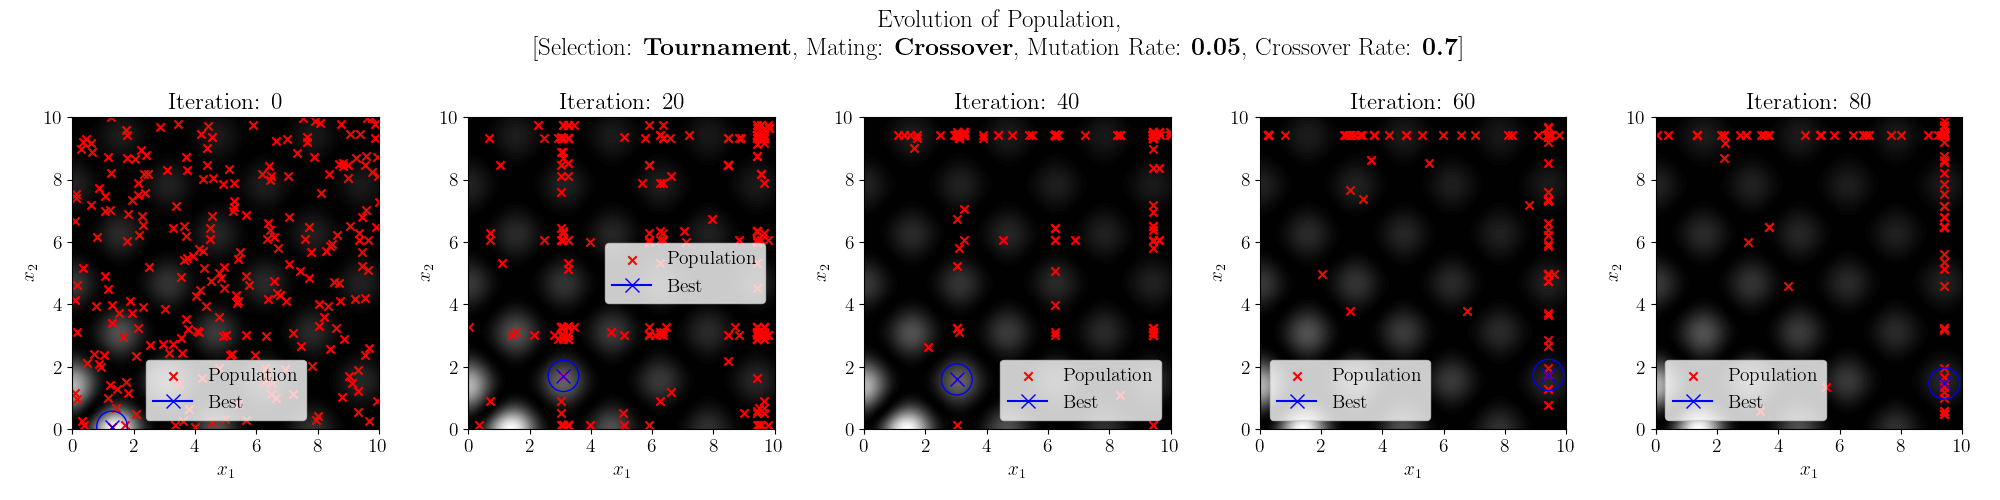 Evolution of Population,
[Selection: Tournament, Mating: Crossover, Mutation Rate: 0.05, Crossover Rate: 0.7]
Iteration: 0
10
8
6
4
2
0
x2
0 2 4 6 8 10
x1
Population
Best
Iteration: 20
10
8
6
4
2
0
x2
0 2 4 6 8 10
x1
Population
Best
Iteration: 40
10
8
6
4
2
0
x2
0 2 4 6 8 10
x1
Population
Best
Iteration: 60
10
8
6
4
2
0
x2
0 2 4 6 8 10
x1
Population
Best
Iteration: 80
10
8
6
4
2
0
x2
0 2 4 6 8 10
x1
Population
Best